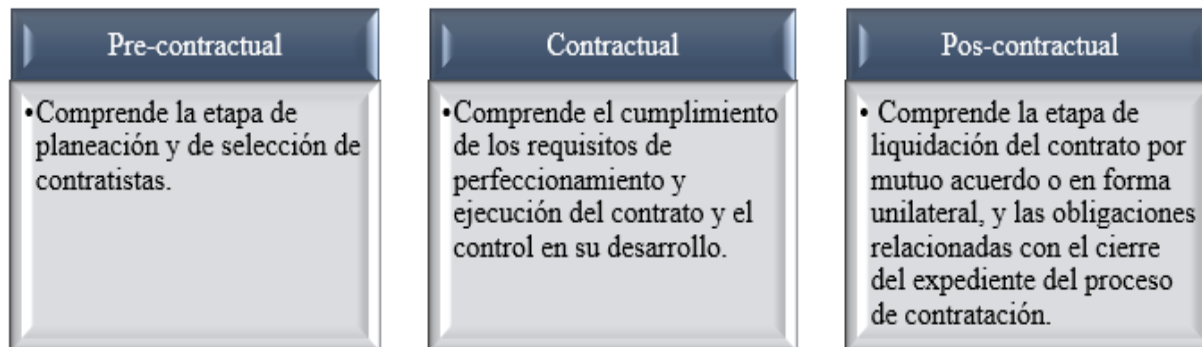 Pre-contractual
•Comprende la etapa de
planeación y de selección de
contratistas.
Contractual
•Comprende el cumplimiento
de los requisitos de
perfeccionamiento y
ejecución del contrato y el
control en su desarrollo.
Pos-contractual
• Comprende la etapa de
liquidación del contrato por
mutuo acuerdo o en forma
unilateral, y las obligaciones
relacionadas con el cierre
del expediente del proceso
de contratación.